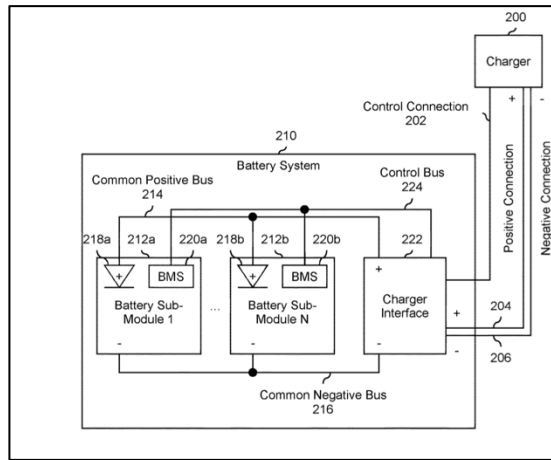 200
Charger
Control Connection
202
+
-
Positive Connection
Negative Connection
210
Battery System
Common Positive Bus
214
Control Bus
224
218a
212a
220a
218b
212b
220b
222
+
BMS
+
BMS
+
Battery Sub-
Module 1
...
Battery Sub-
Module N
Charger
Interface
+
204
-
-
-
-
206
Common Negative Bus
216